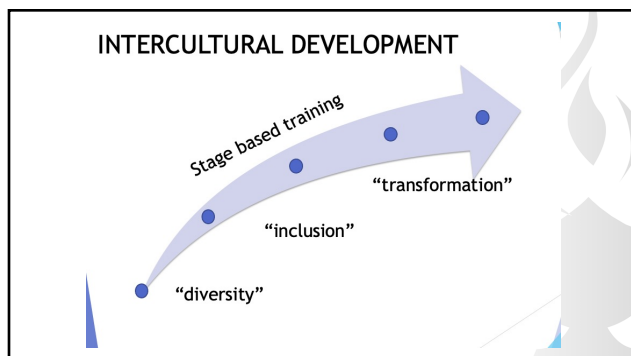 INTERCULTURAL DEVELOPMENT
Stage based training
“transformation”
“inclusion”
“diversity”